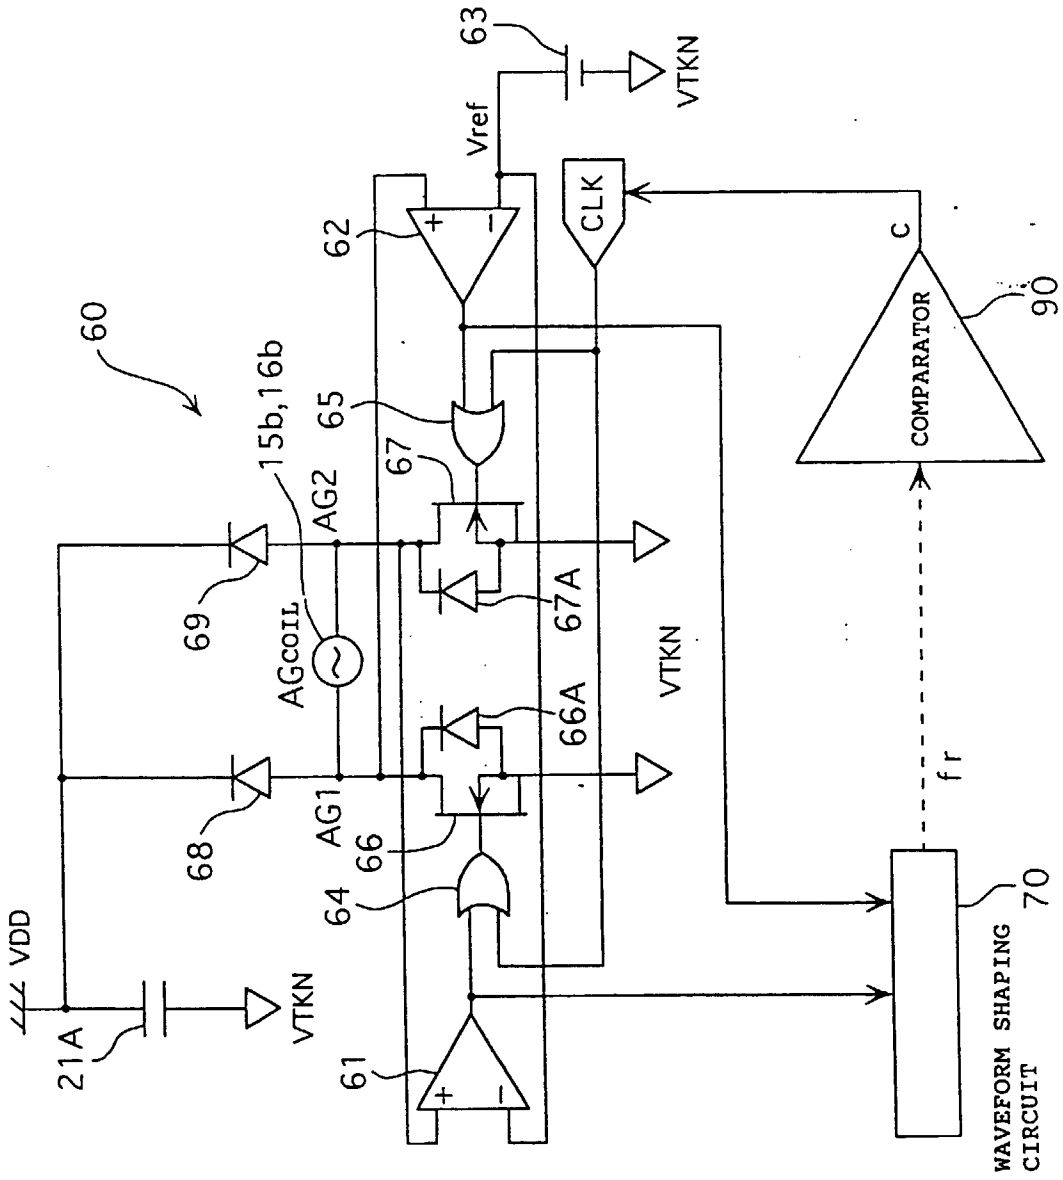 60
VDD
21A
VTKN
68
69
AGCOIL
15b,16b
AG1
AG2
66
67
66A
67A
VTKN
64
65
61
62
+
−
+
−
Vref
63
VTKN
CLK
C
COMPARATOR
90
fr
70
WAVEFORM SHAPING
CIRCUIT